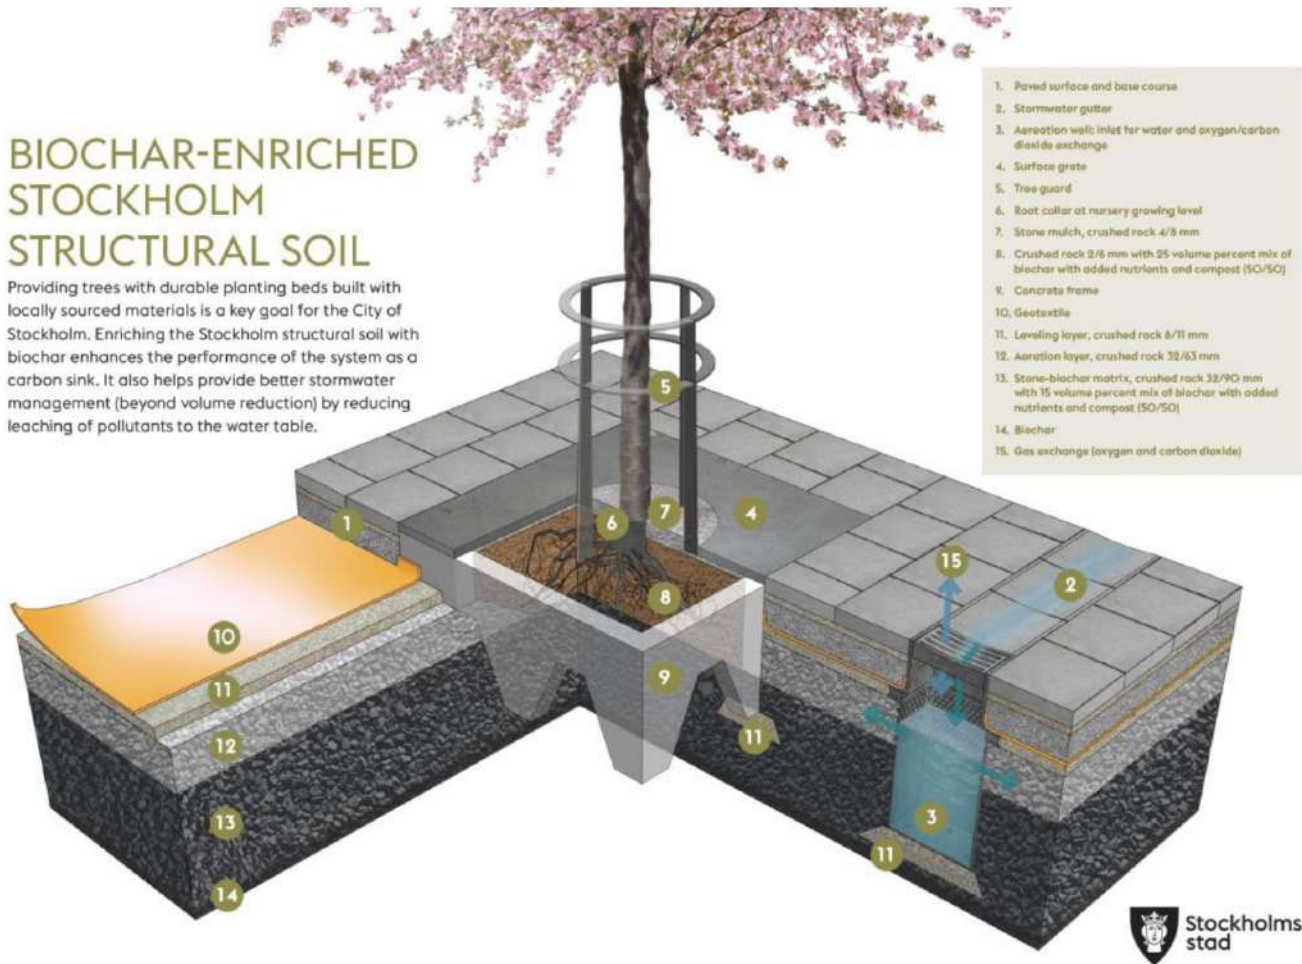 BIOCHAR-ENRICHED
STOCKHOLM
STRUCTURAL SOIL
Providing trees with durable planting beds built with
locally sourced materials is a key goal for the City of
Stockholm. Enriching the Stockholm structural soil with
biochar enhances the performance of the system as a
carbon sink. It also helps provide better stormwater
management (beyond volume reduction) by reducing
leaching of pollutants to the water table.
1. Paved surface and base course
2. Stormwater gutter
3. Aereation well: inlet for water and oxygen/carbon
dioxide exchange
4. Surface grate
5. Tree guard
6. Root collar at nursery growing level
7. Stone mulch, crushed rock 4/8 mm
8. Crushed rock 2/6 mm with 25 volume percent mix of
biochar with added nutrients and compost (50/50)
9. Concrete frame
10. Geotextile
11. Leveling layer, crushed rock 8/11 mm
12. Aeration layer, crushed rock 32/63 mm
13. Stone-biochar matrix, crushed rock 32/90 mm
with 15 volume percent mix of biochar with added
nutrients and compost (50/50)
14. Biochar
15. Gas exchange (oxygen and carbon dioxide)
5
1
6
7
4
15
2
8
10
9
11
11
12
3
13
11
14
Stockholms
stad